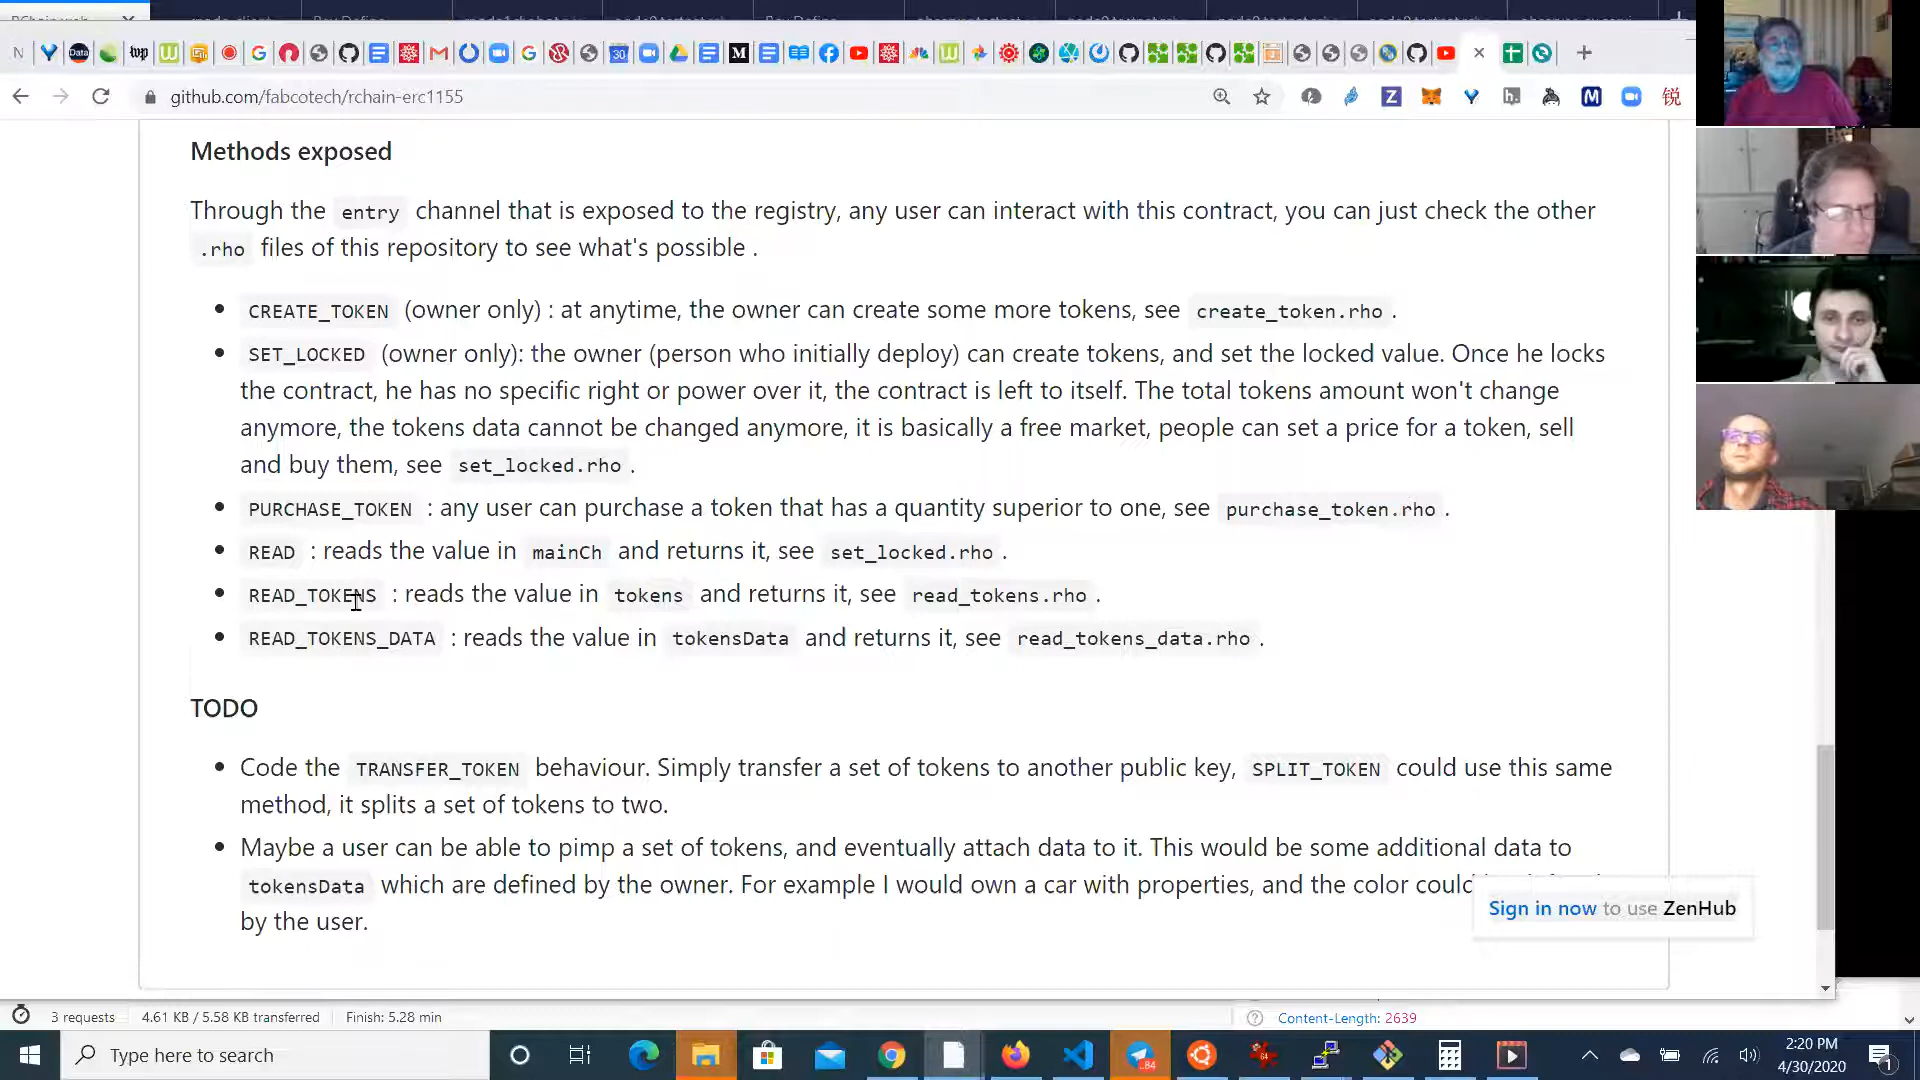 github.com/fabcotech/rchain-erc1155
Methods exposed
Through the entry channel that is exposed to the registry, any user can interact with this contract, you can just check the other
.rho files of this repository to see what's possible .
CREATE_TOKEN (owner only) : at anytime, the owner can create some more tokens, see create_token.rho .
SET_LOCKED (owner only): the owner (person who initially deploy) can create tokens, and set the locked value. Once he locks
the contract, he has no specific right or power over it, the contract is left to itself. The total tokens amount won't change
anymore, the tokens data cannot be changed anymore, it is basically a free market, people can set a price for a token, sell
and buy them, see set_locked.rho .
PURCHASE_TOKEN : any user can purchase a token that has a quantity superior to one, see purchase_token.rho .
READ : reads the value in mainCh and returns it, see set_locked.rho .
READ_TOKENS : reads the value in tokens and returns it, see read_tokens.rho .
READ_TOKENS_DATA : reads the value in tokensData and returns it, see read_tokens_data.rho .
TODO
Code the TRANSFER_TOKEN behaviour. Simply transfer a set of tokens to another public key, SPLIT_TOKEN could use this same
method, it splits a set of tokens to two.
Maybe a user can be able to pimp a set of tokens, and eventually attach data to it. This would be some additional data to
tokensData which are defined by the owner. For example I would own a car with properties, and the color could
by the user.
Sign in now to use ZenHub
3 requests 4.61 KB / 5.58 KB transferred Finish: 5.28 min
Content-Length: 2639
Type here to search
2:20 PM
4/30/2020